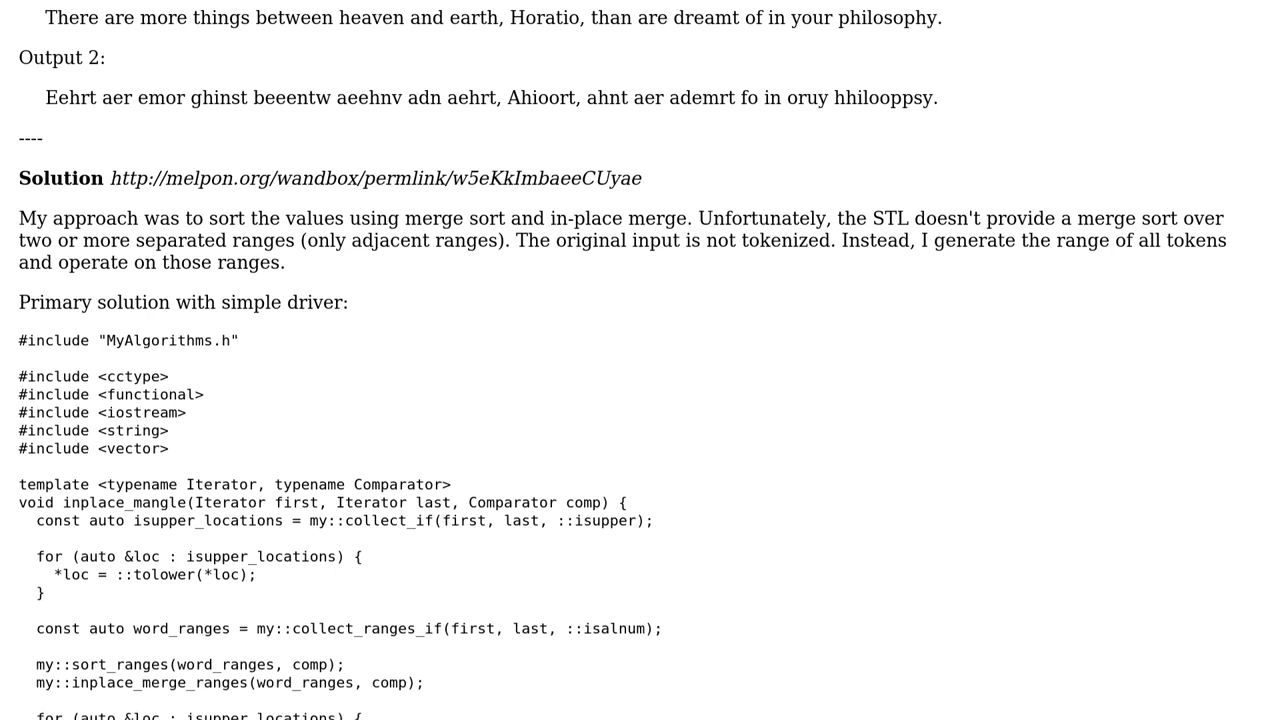 There are more things between heaven and earth, Horatio, than are dreamt of in your philosophy.
Output 2:
Eehrt aer emor ghinst beeentw aeehnv adn aehrt, Ahioort, ahnt aer ademrt fo in oruy hhilooppsy.
----
Solution http://melpon.org/wandbox/permlink/w5eKkImbaeeCUyae
My approach was to sort the values using merge sort and in-place merge. Unfortunately, the STL doesn't provide a merge sort over
two or more separated ranges (only adjacent ranges). The original input is not tokenized. Instead, I generate the range of all tokens
and operate on those ranges.
Primary solution with simple driver:
#include "MyAlgorithms.h"
#include <cctype>
#include <functional>
#include <iostream>
#include <string>
#include <vector>
template <typename Iterator, typename Comparator>
void inplace_mangle(Iterator first, Iterator last, Comparator comp) {
  const auto isupper_locations = my::collect_if(first, last, ::isupper);
  for (auto &loc : isupper_locations) {
    *loc = ::tolower(*loc);
  }
  const auto word_ranges = my::collect_ranges_if(first, last, ::isalnum);
  my::sort_ranges(word_ranges, comp);
  my::inplace_merge_ranges(word_ranges, comp);
  for (auto &loc : isupper_locations) {